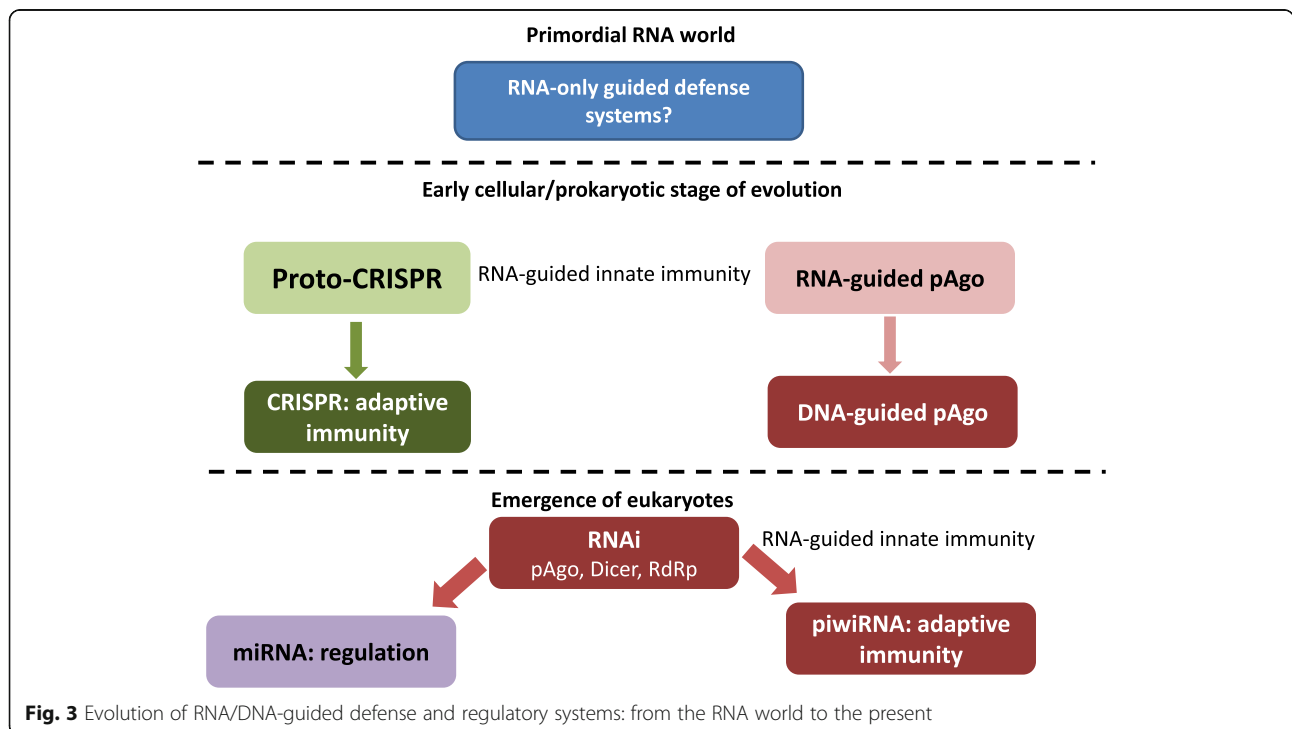 Primordial RNA world
RNA-only guided defense
systems?
Early cellular/prokaryotic stage of evolution
Proto-CRISPR
RNA-guided innate immunity
RNA-guided pAgo
CRISPR: adaptive
immunity
DNA-guided pAgo
Emergence of eukaryotes
RNAi
pAgo, Dicer, RdRp
RNA-guided innate immunity
miRNA: regulation
piwiRNA: adaptive
immunity
Fig. 3 Evolution of RNA/DNA-guided defense and regulatory systems: from the RNA world to the present